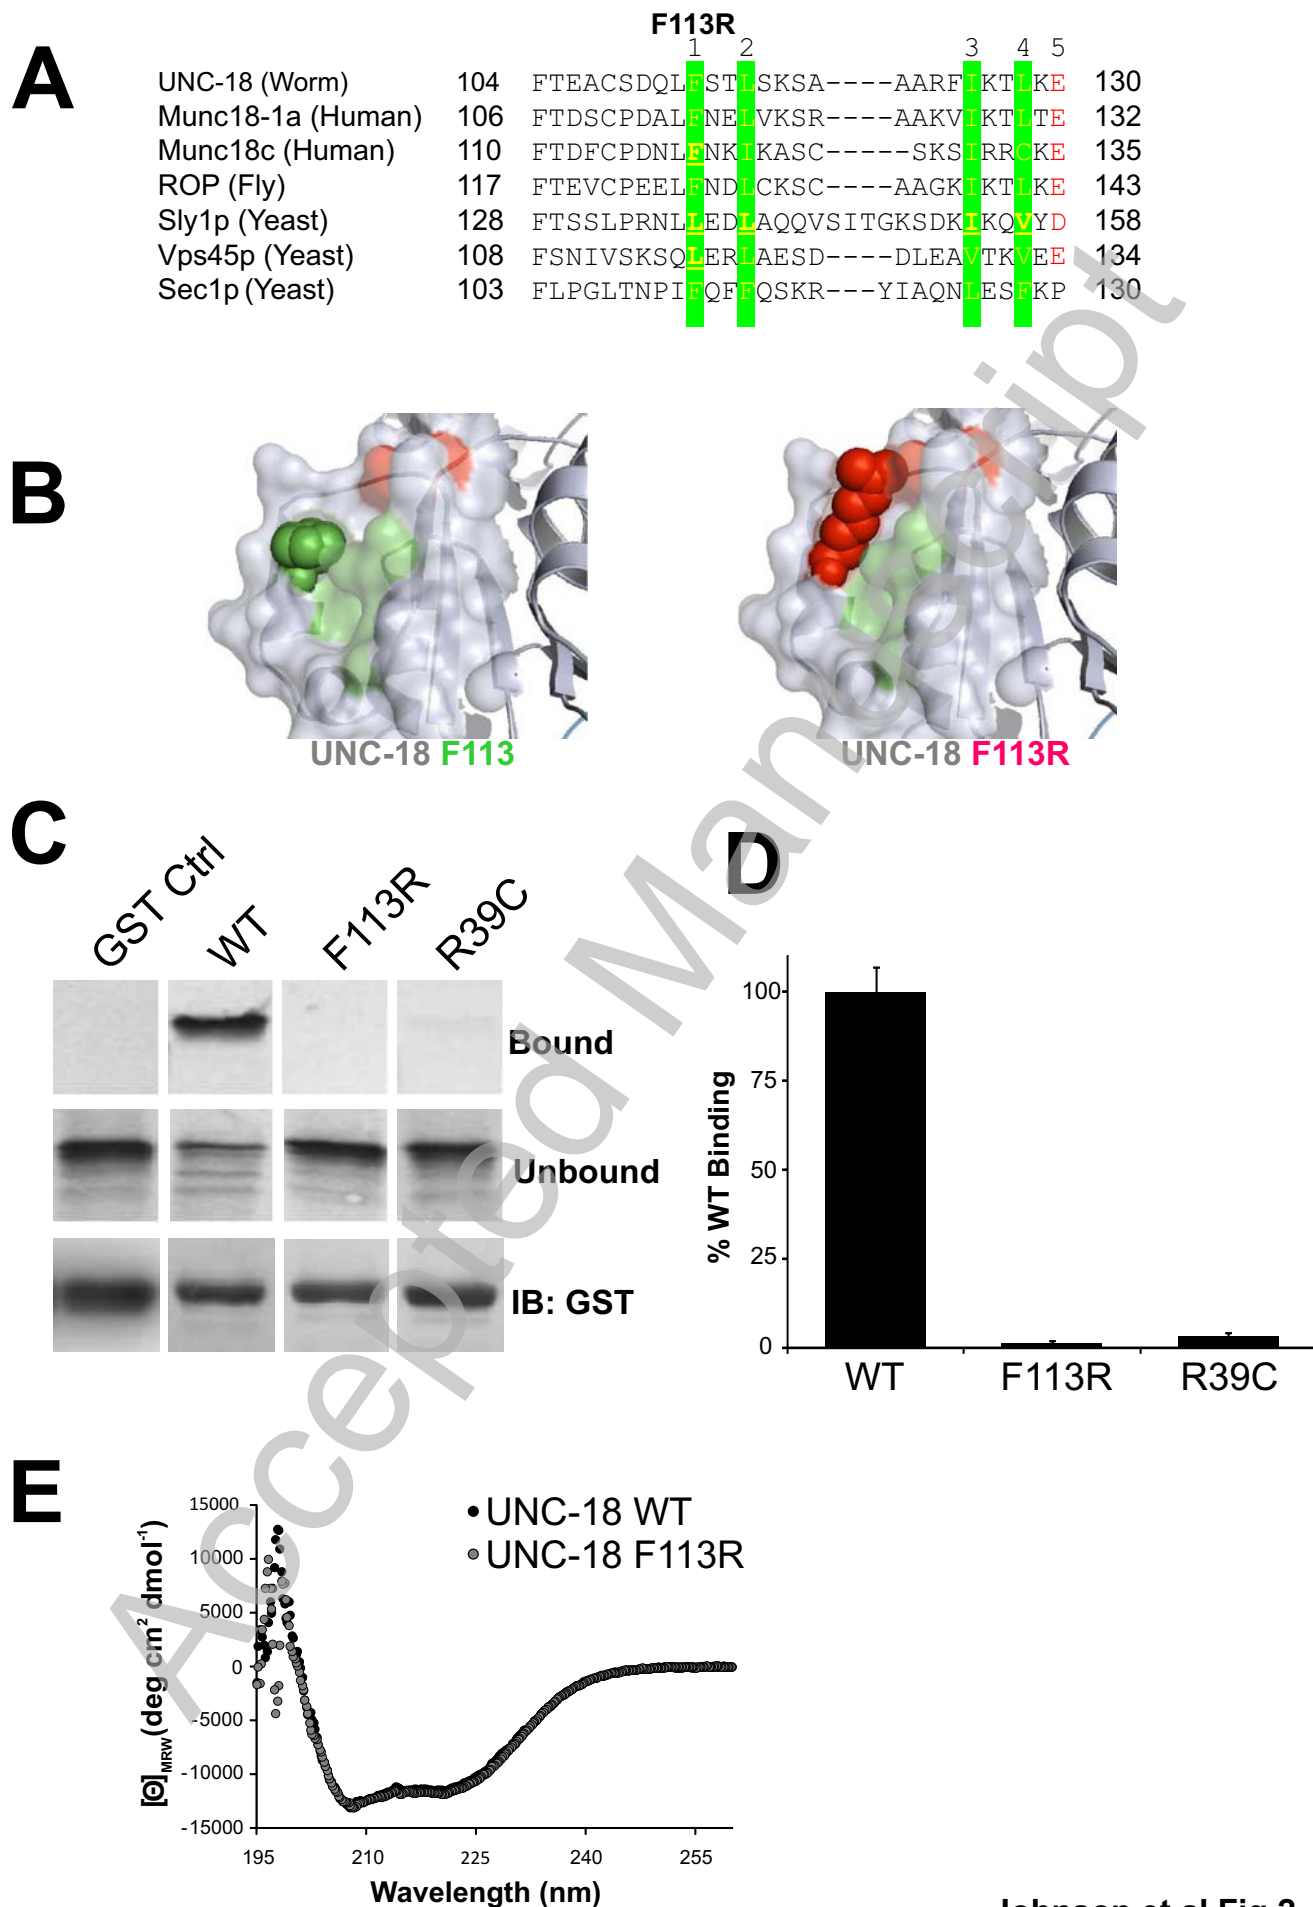 A
F113R
1 2 3 4 5
UNC-18 (Worm) 104 FTEACSDQLFSTLSKSA----AARFIKTLKE 130
Munc18-1a (Human) 106 FTDSCPDALFNELVKSR----AAKVIKTLTE 132
Munc18c (Human) 110 FTDFCPDNLFNKIKASC-----SKSIRRCKE 135
ROP (Fly) 117 FTEVCPEELFNDLCKSC----AAGKIKTLKE 143
Sly1p (Yeast) 128 FTSSLPRNLLEDLAQQVSITGKSDKIKQVYD 158
Vps45p (Yeast) 108 FSNIVSKSQLERLAESD----DLEAVTKVEE 134
Sec1p (Yeast) 103 FLPGLTNPIFQFFQSKR---YIAQNLESFKP 130
B
UNC-18 F113
UNC-18 F113R
C
GST Ctrl
WT
F113R
R39C
Bound
Unbound
IB: GST
D
% WT Binding
100
75
50
25
0
WT F113R R39C
E
[Θ]MRW(deg cm2 dmol-1)
15000
10000
5000
0
-5000
-10000
-15000
195 210 225 240 255
Wavelength (nm)
UNC-18 WT
UNC-18 F113R
Accepted Manuscript